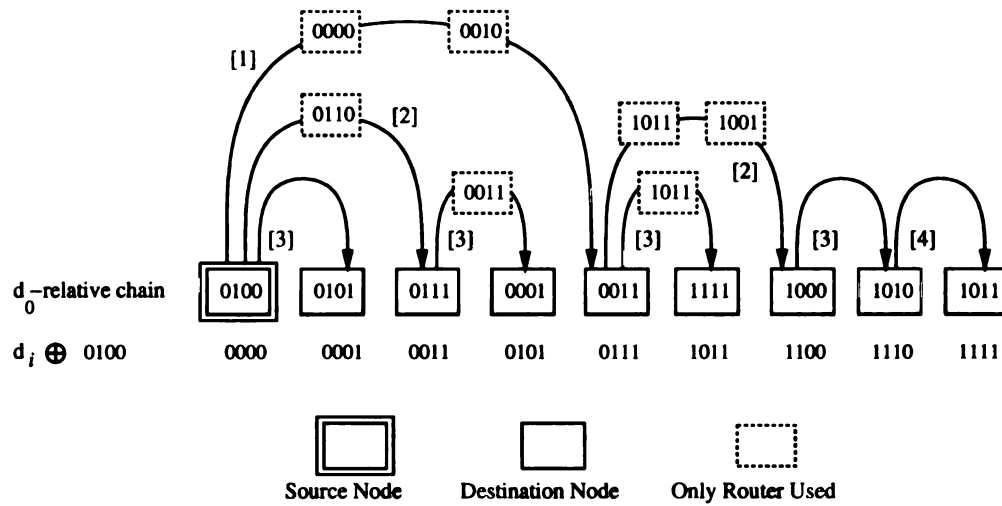 0000 0010
[1]
0110 [2] 1011 1001
[2]
0011 1011
[3] [3] [3] [3] [4]
d0-relative chain 0100 0101 0111 0001 0011 1111 1000 1010 1011
di ⊕ 0100 0000 0001 0011 0101 0111 1011 1100 1110 1111
Source Node Destination Node Only Router Used